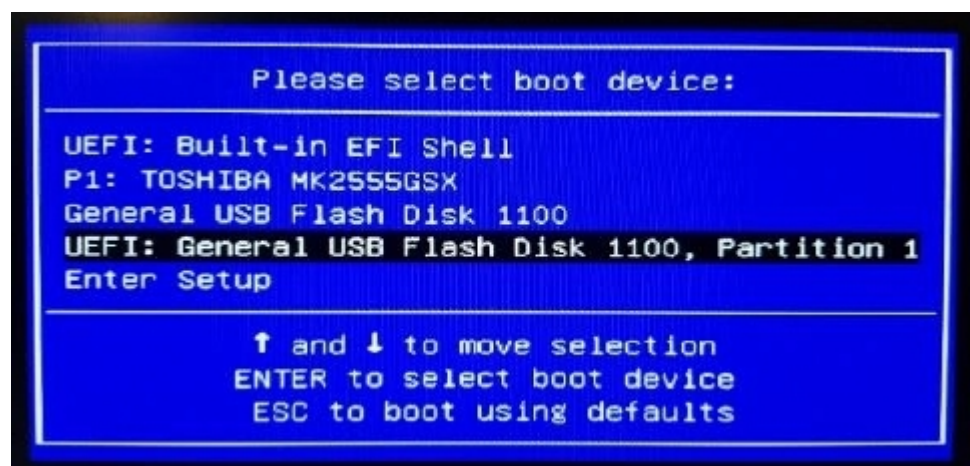 Please select boot device:
UEFI: Built-in EFI Shell
P1: TOSHIBA MK2555GSX
General USB Flash Disk 1100
UEFI: General USB Flash Disk 1100, Partition 1
Enter Setup
↑ and ↓ to move selection
ENTER to select boot device
ESC to boot using defaults